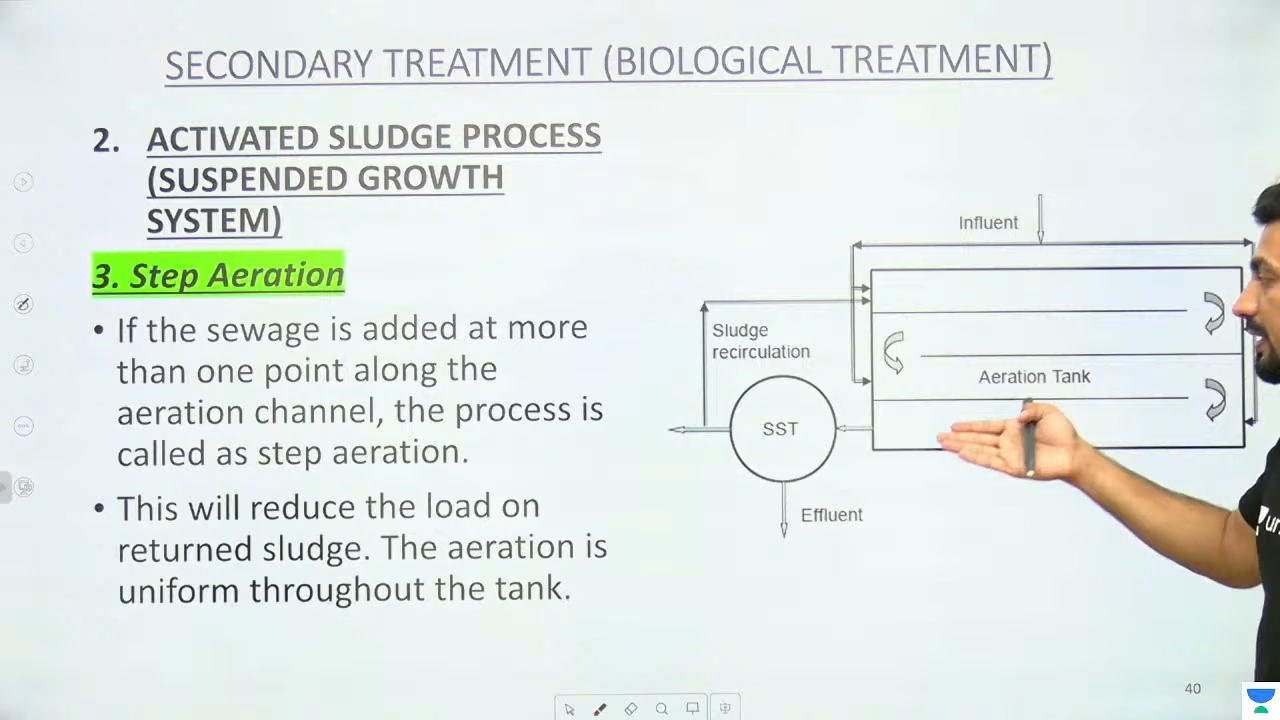 SECONDARY TREATMENT (BIOLOGICAL TREATMENT)
2. ACTIVATED SLUDGE PROCESS
(SUSPENDED GROWTH
SYSTEM)
3. Step Aeration
• If the sewage is added at more
than one point along the
aeration channel, the process is
called as step aeration.
• This will reduce the load on
returned sludge. The aeration is
uniform throughout the tank.
Influent
Sludge
recirculation
Aeration Tank
SST
Effluent
40